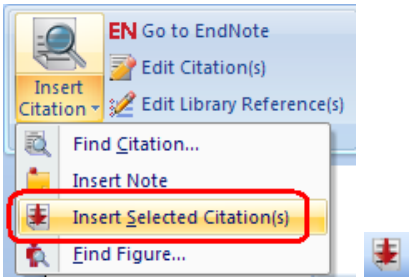 EN Go to EndNote
Edit Citation(s)
Insert
Citation
Edit Library Reference(s)
Find Citation...
Insert Note
Insert Selected Citation(s)
Find Figure...